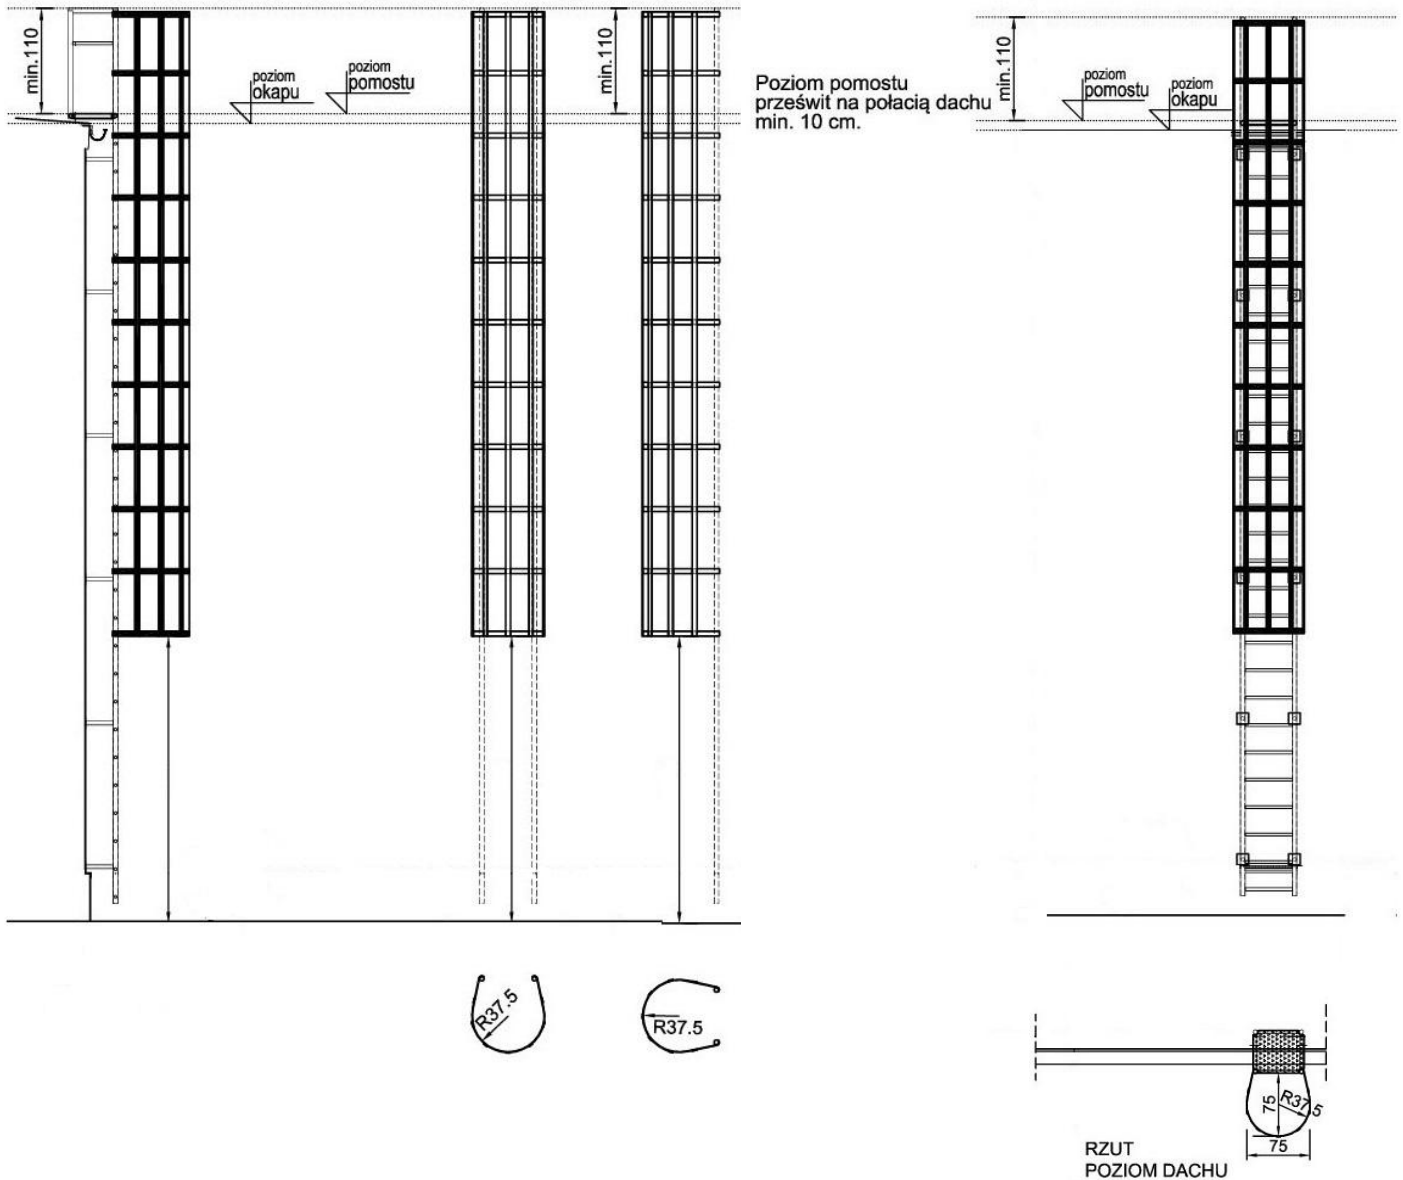 min.110
poziom
okapu
poziom
pomostu
min.110
Poziom pomostu
prześwit na połacią dachu
min. 10 cm.
min.110
poziom
pomostu
poziom
okapu
R37.5
R37.5
75
R37.5
75
RZUT
POZIOM DACHU